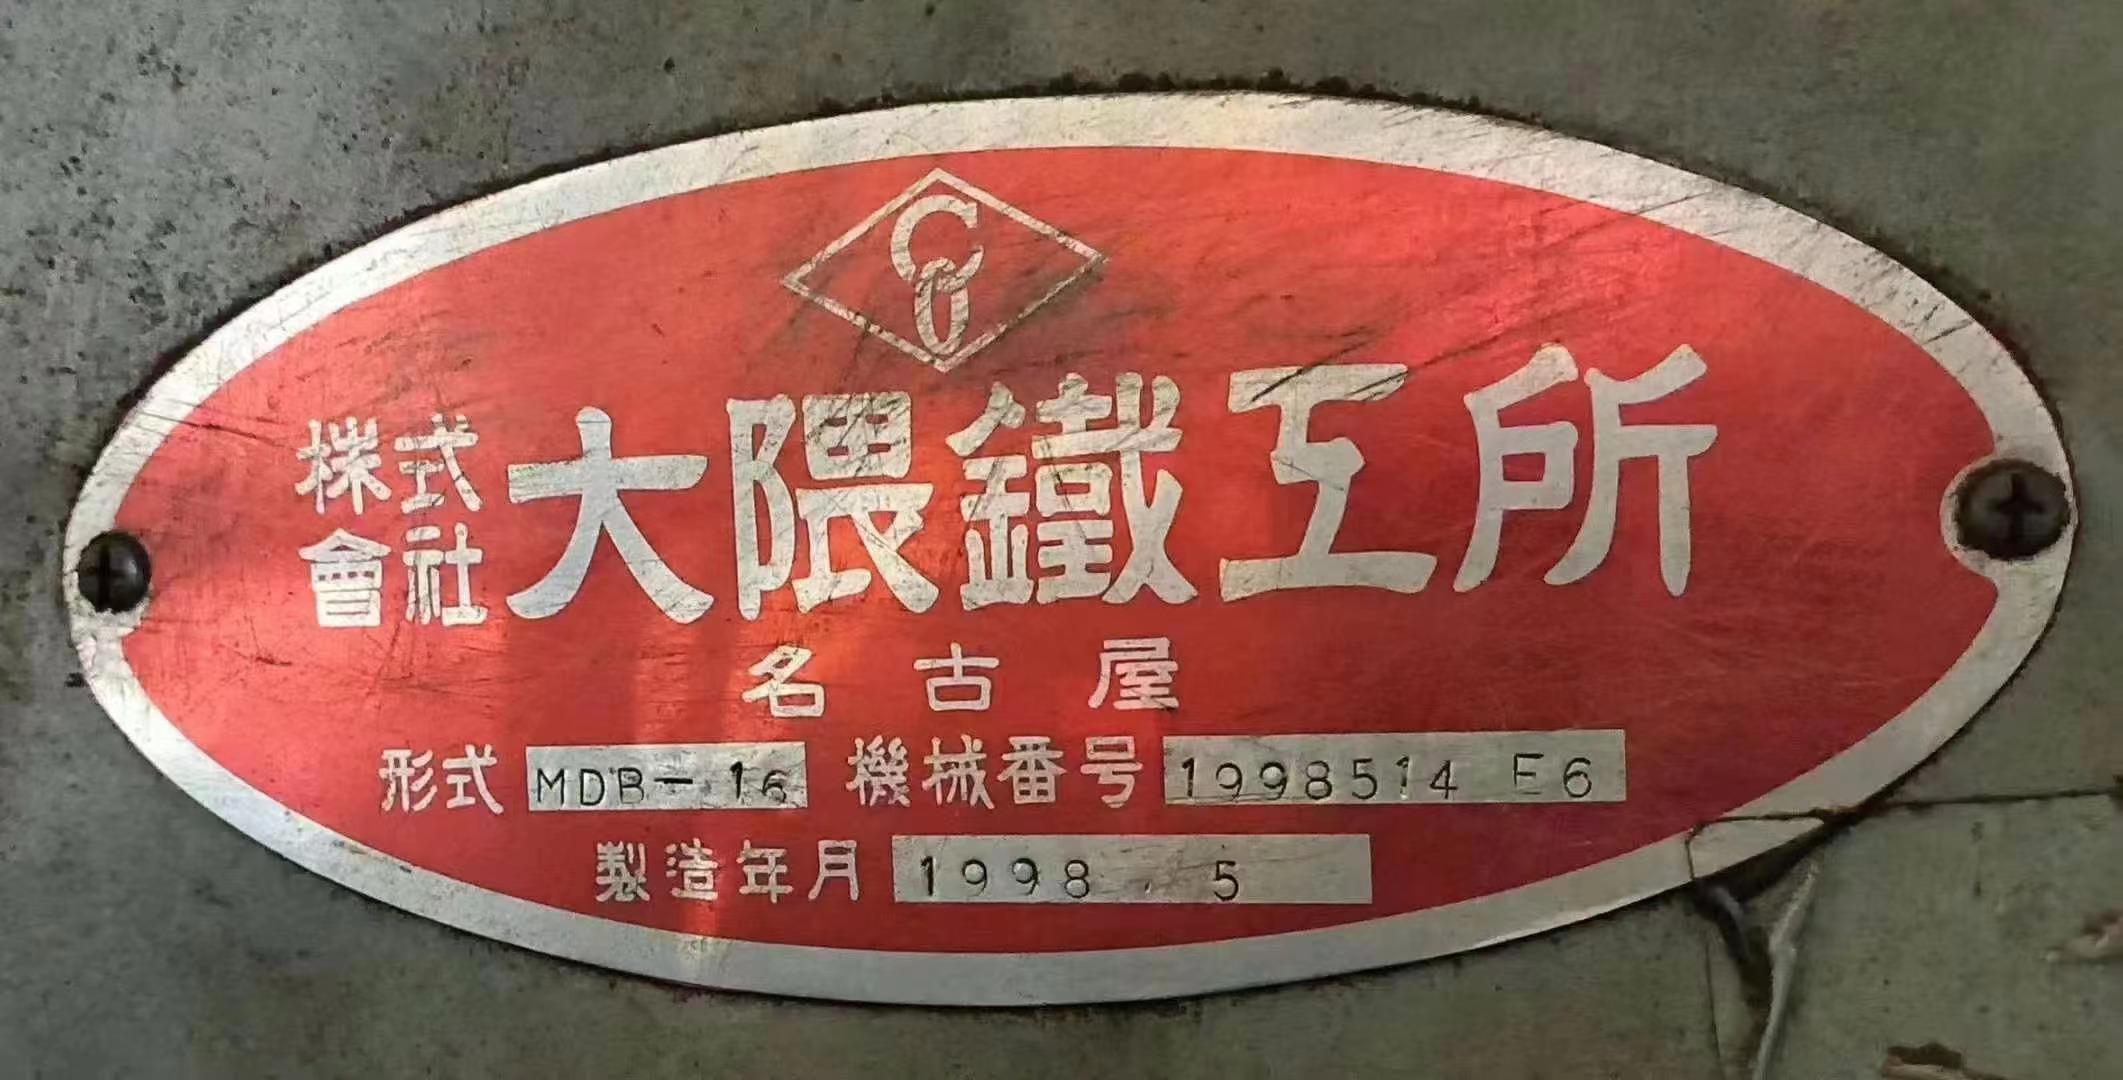 株式會社 大隈鐵工所
名古屋
形式 MDB-16 機械番号 1998514 E6
製造年月 1998.5